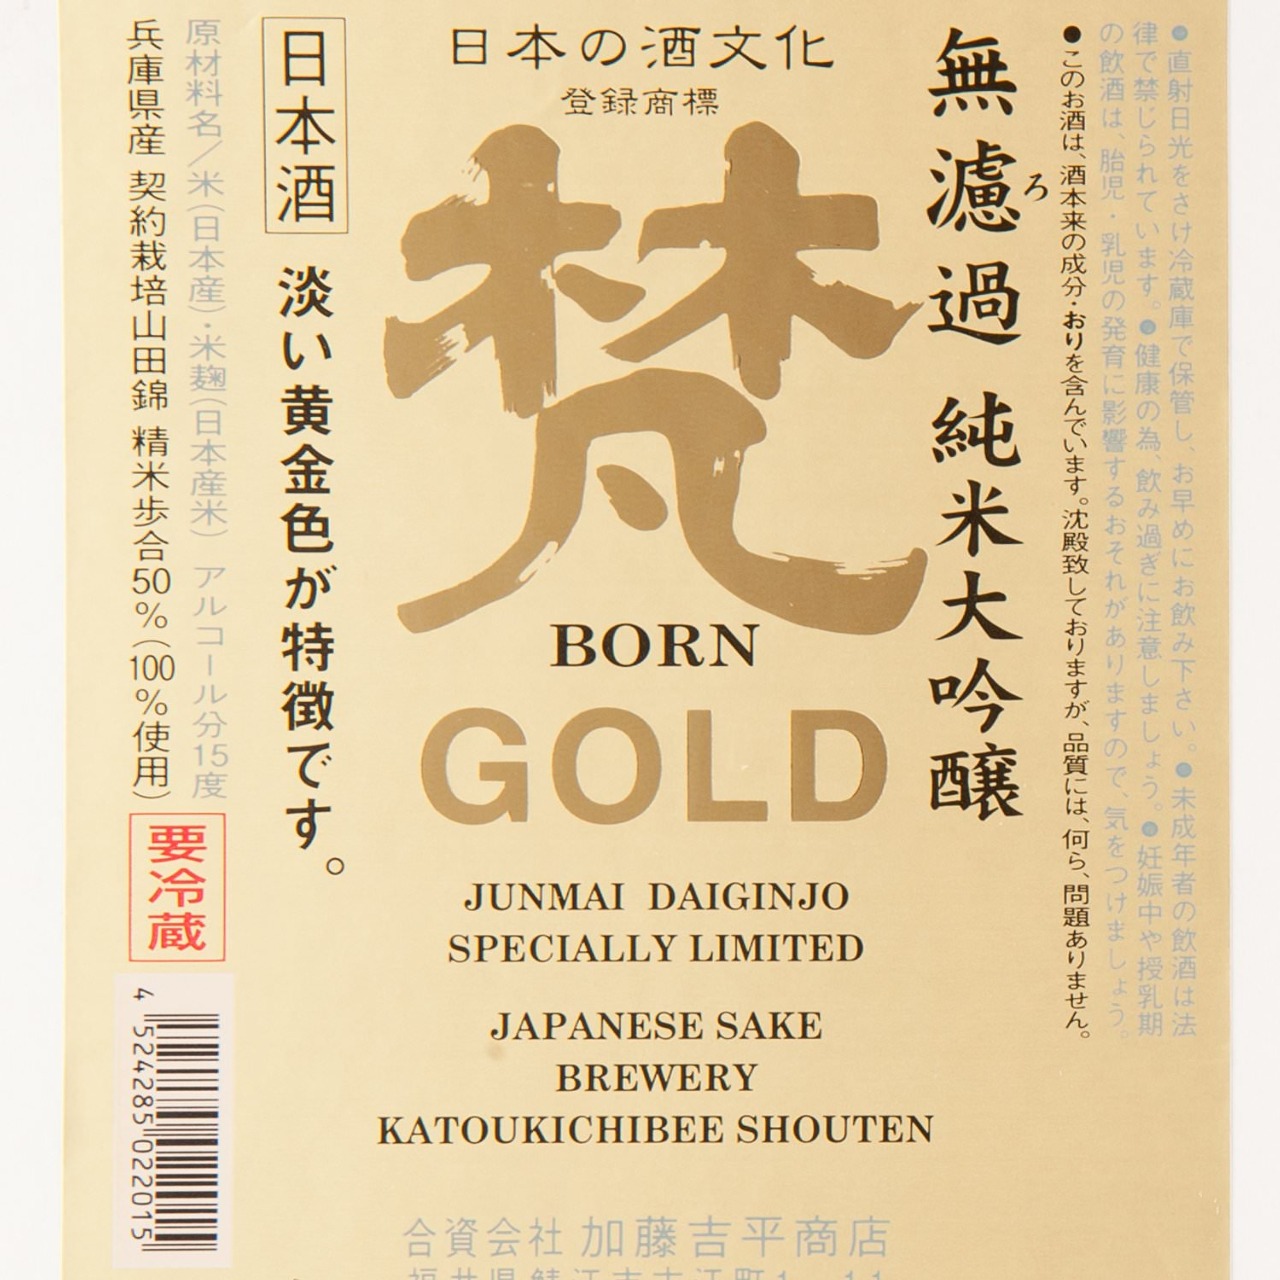 ●直射日光をさけ冷蔵庫で保管し、お早めにお飲み下さい。●未成年者の飲酒は法
律で禁じられています。●健康の為、飲み過ぎに注意しましょう。●妊娠中や授乳期
の飲酒は、胎児・乳児の発育に影響するおそれがありますので、気をつけましょう。
●このお酒は、酒本来の成分・おりを含んでいます。沈殿致しておりますが、品質には、何ら、問題ありません。
無濾過 純米大吟醸
ろ
日本の酒文化
登録商標
梵
BORN
GOLD
JUNMAI DAIGINJO
SPECIALLY LIMITED
JAPANESE SAKE
BREWERY
KATOUKICHIBEE SHOUTEN
合資会社 加藤吉平商店
福井県鯖江市吉江町1-11
日本酒
淡い黄金色が特徴です。
原材料名/米(日本産)・米麹(日本産米) アルコール分15度
兵庫県産 契約栽培山田錦 精米歩合50%(100%使用)
要冷蔵
4 524285 022015